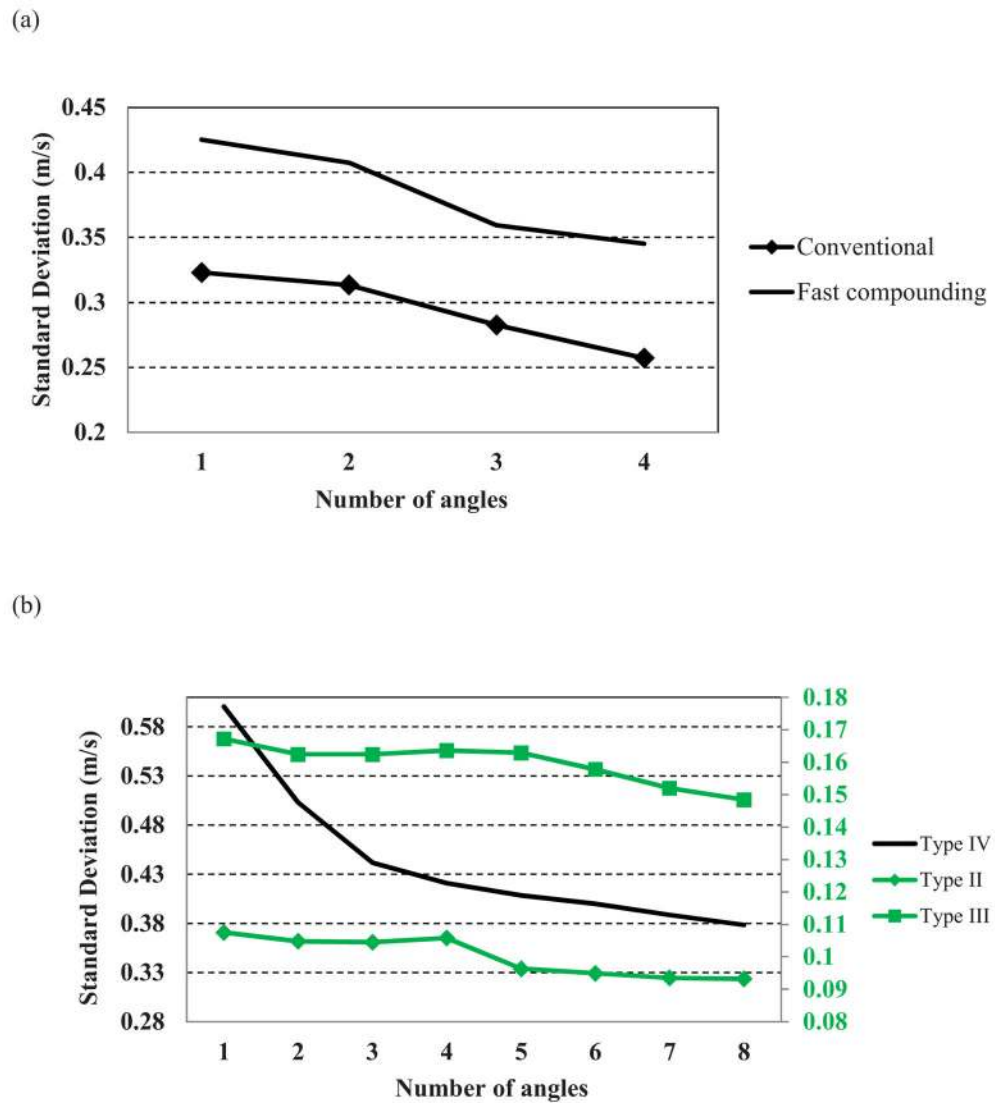 (a)
0.45
0.4
0.35
0.3
0.25
0.2
Standard Deviation (m/s)
1 2 3 4
Number of angles
Conventional
Fast compounding
(b)
0.58
0.53
0.48
0.43
0.38
0.33
0.28
Standard Deviation (m/s)
0.18
0.17
0.16
0.15
0.14
0.13
0.12
0.11
0.1
0.09
0.08
1 2 3 4 5 6 7 8
Number of angles
Type IV
Type II
Type III